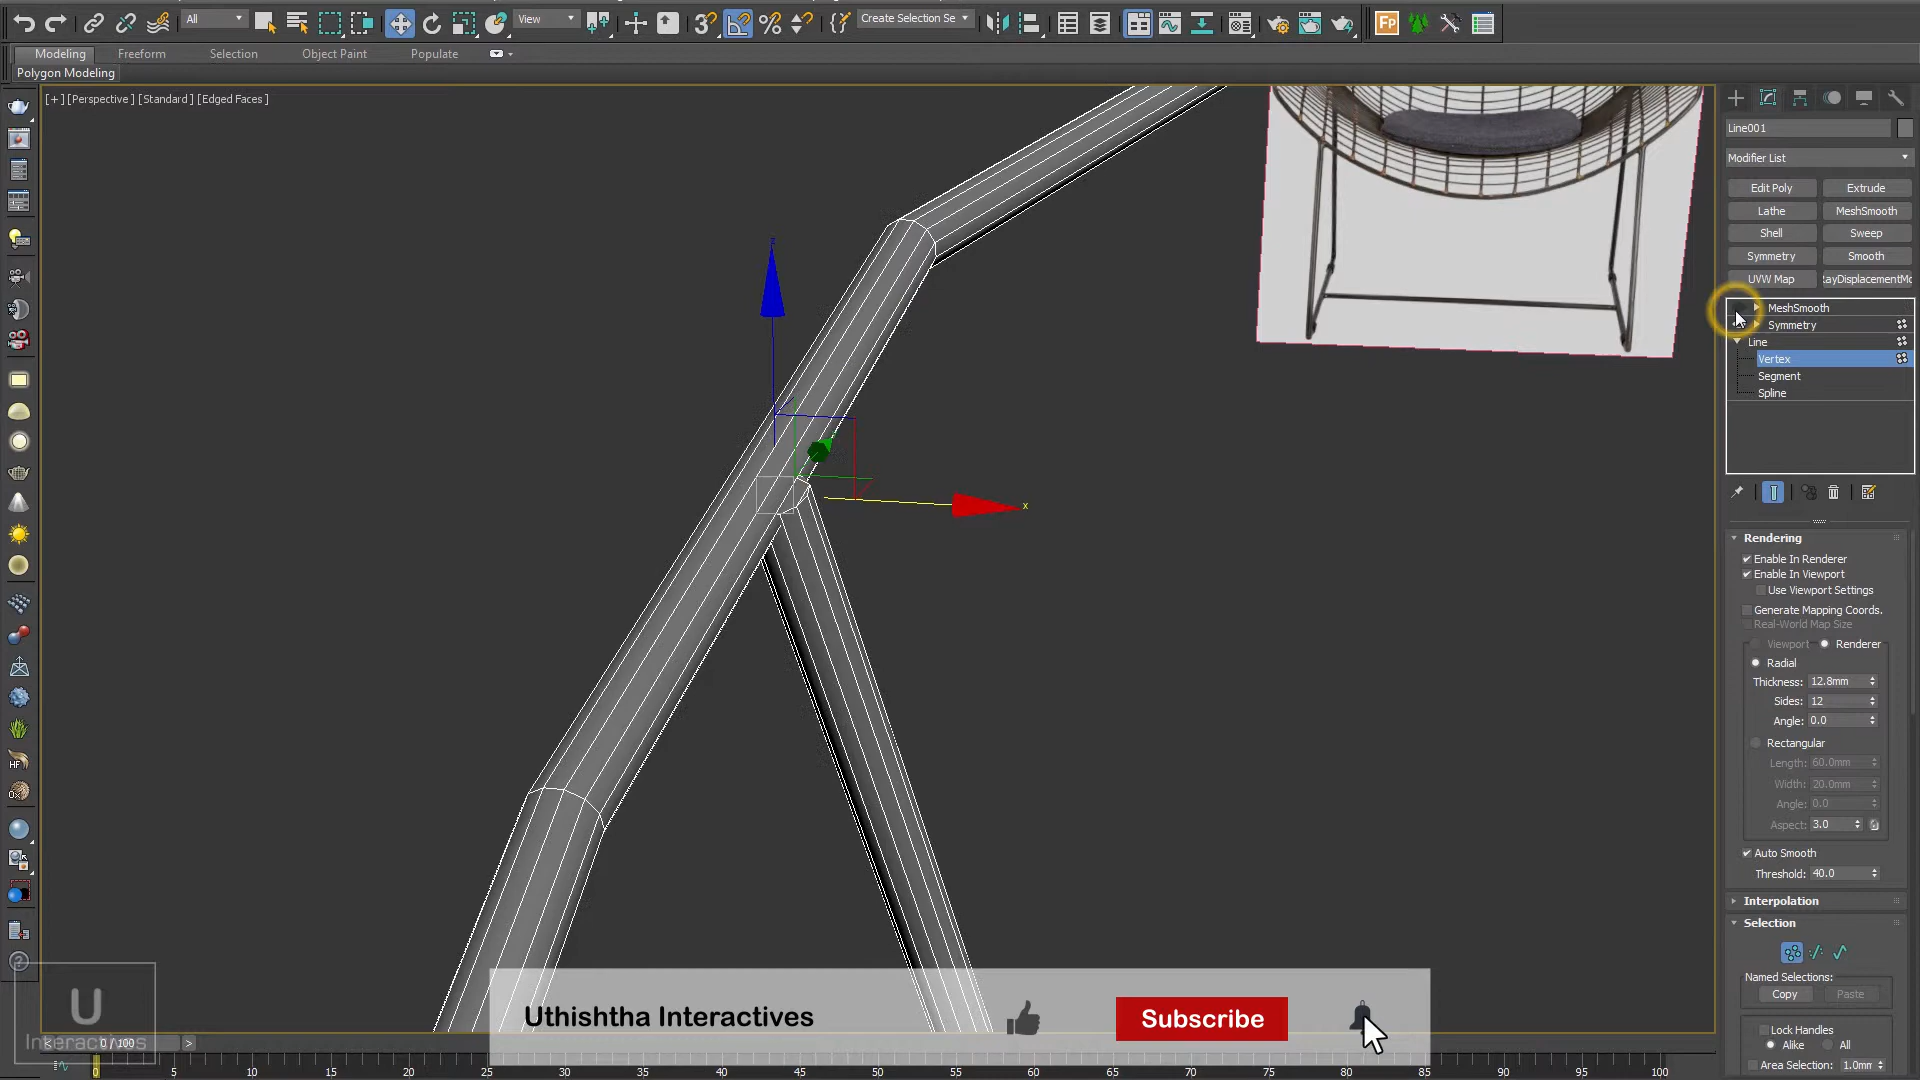 All
View
Create Selection Se
Modeling
Freeform
Selection
Object Paint
Populate
Polygon Modeling
[+] [Perspective ] [Standard ] [Edged Faces ]
Line001
Modifier List
Edit Poly
Extrude
Lathe
MeshSmooth
Shell
Sweep
Symmetry
Smooth
UVW Map
RayDisplacementMo
MeshSmooth
Symmetry
Line
Vertex
Segment
Spline
z
x
Rendering
Enable In Renderer
Enable In Viewport
Use Viewport Settings
Generate Mapping Coords.
Real-World Map Size
Viewport
Renderer
Radial
Thickness: 12.8mm
Sides: 12
Angle: 0.0
Rectangular
Length: 60.0mm
Width: 20.0mm
Angle: 0.0
Aspect: 3.0
Auto Smooth
Threshold: 40.0
Interpolation
Selection
Named Selections:
Copy
Paste
Lock Handles
Alike
All
Area Selection: 1.0mm
HF
U
Interactives
Uthishtha Interactives
Subscribe
< 0 / 100 >
0 5 10 15 20 25 30 35 40 45 50 55 60 65 70 75 80 85 90 95 100